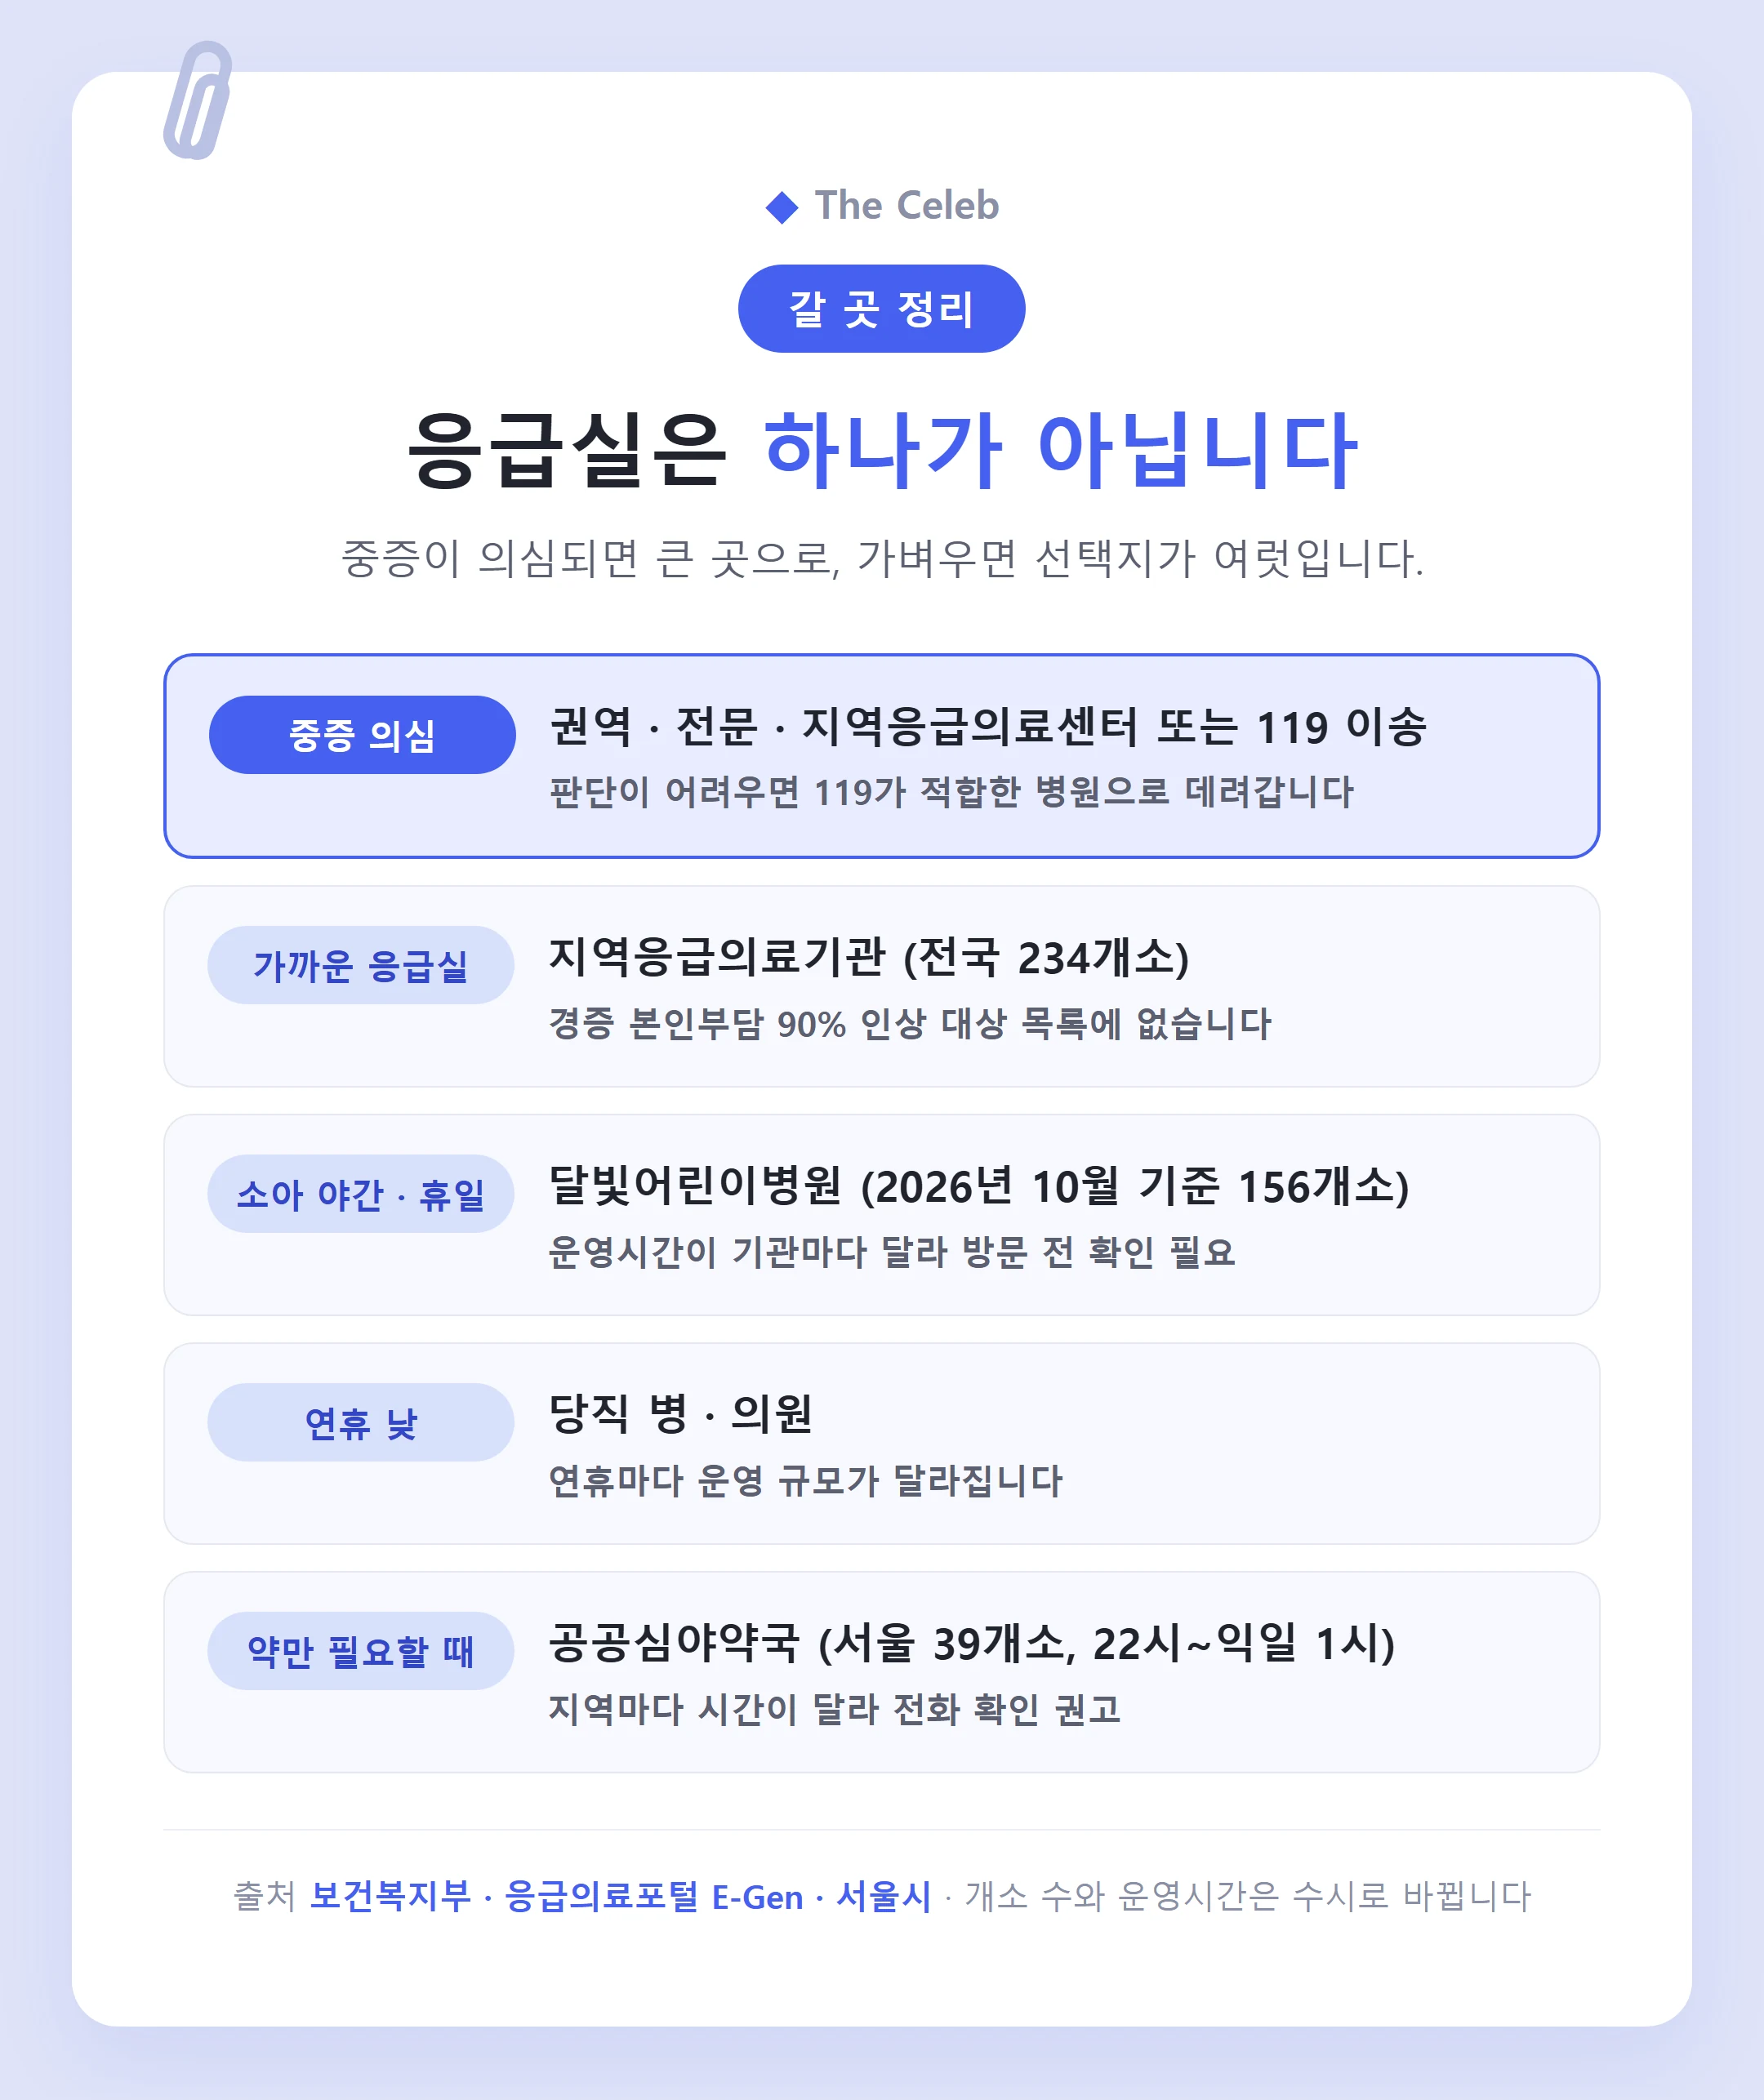 ◆ The Celeb
갈 곳 정리
응급실은 하나가 아닙니다
중증이 의심되면 큰 곳으로, 가벼우면 선택지가 여럿입니다.
중증 의심
권역 · 전문 · 지역응급의료센터 또는 119 이송
판단이 어려우면 119가 적합한 병원으로 데려갑니다
가까운 응급실
지역응급의료기관 (전국 234개소)
경증 본인부담 90% 인상 대상 목록에 없습니다
소아 야간 · 휴일
달빛어린이병원 (2026년 10월 기준 156개소)
운영시간이 기관마다 달라 방문 전 확인 필요
연휴 낮
당직 병 · 의원
연휴마다 운영 규모가 달라집니다
약만 필요할 때
공공심야약국 (서울 39개소, 22시~익일 1시)
지역마다 시간이 달라 전화 확인 권고
출처 보건복지부 · 응급의료포털 E-Gen · 서울시 · 개소 수와 운영시간은 수시로 바뀝니다